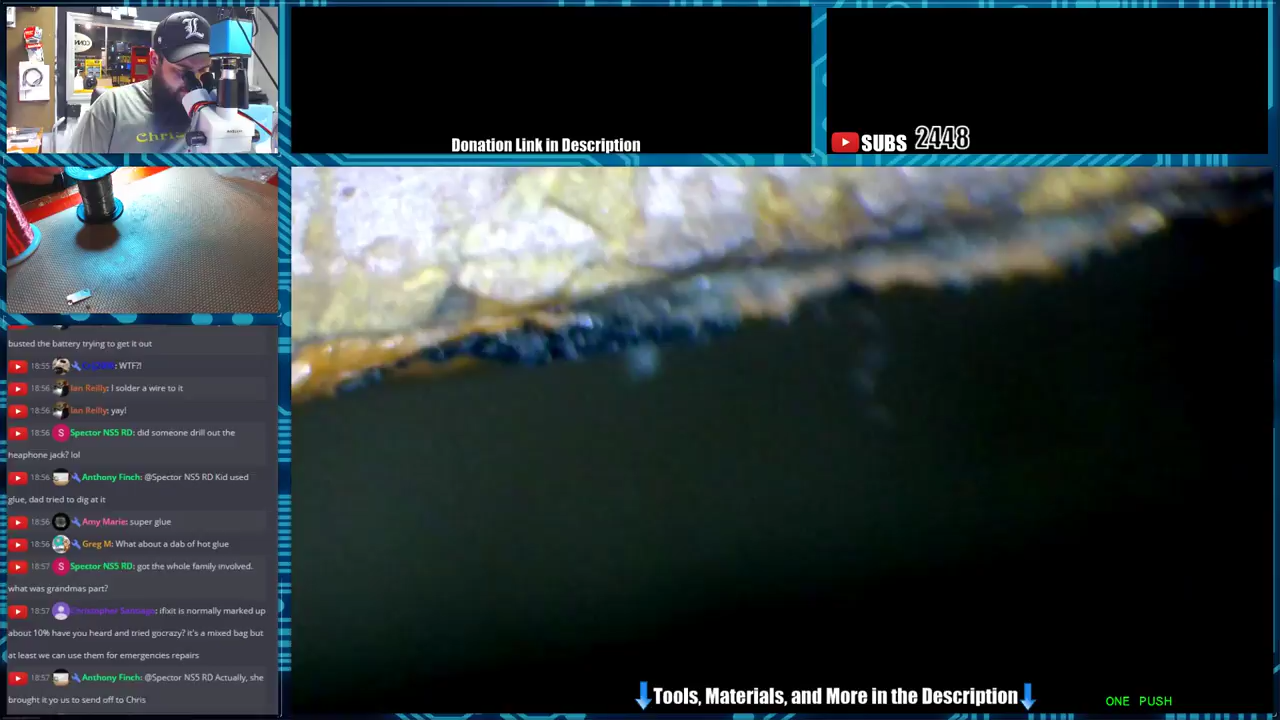 L
Chris
Donation Link in Description
SUBS 2448
busted the battery trying to get it out
18:55 : WTF?!
18:56 Ian Reilly: I solder a wire to it
18:56 Ian Reilly: yay!
18:56 S Spector NS5 RD: did someone drill out the
heaphone jack? lol
18:56 Anthony Finch: @Spector NS5 RD Kid used
glue, dad tried to dig at it
18:56 Amy Marie: super glue
18:56 Greg M: What about a dab of hot glue
18:57 S Spector NS5 RD: got the whole family involved.
what was grandmas part?
18:57 Christopher Santiago: ifixit is normally marked up
about 10% have you heard and tried gocrazy? it's a mixed bag but
at least we can use them for emergencies repairs
18:57 Anthony Finch: @Spector NS5 RD Actually, she
brought it yo us to send off to Chris
Tools, Materials, and More in the Description
ONE PUSH